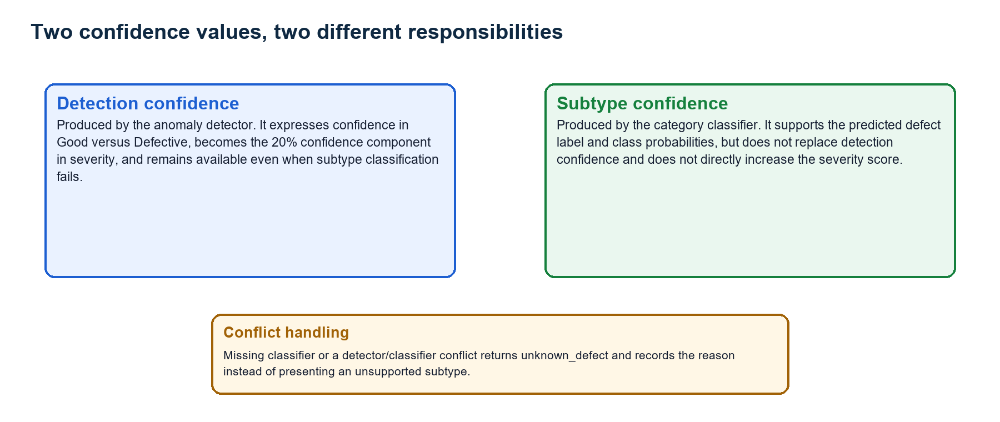 Two confidence values, two different responsibilities
Detection confidence
Produced by the anomaly detector. It expresses confidence in
Good versus Defective, becomes the 20% confidence component
in severity, and remains available even when subtype classification
fails.
Subtype confidence
Produced by the category classifier. It supports the predicted defect
label and class probabilities, but does not replace detection
confidence and does not directly increase the severity score.
Conflict handling
Missing classifier or a detector/classifier conflict returns unknown_defect and records the reason
instead of presenting an unsupported subtype.